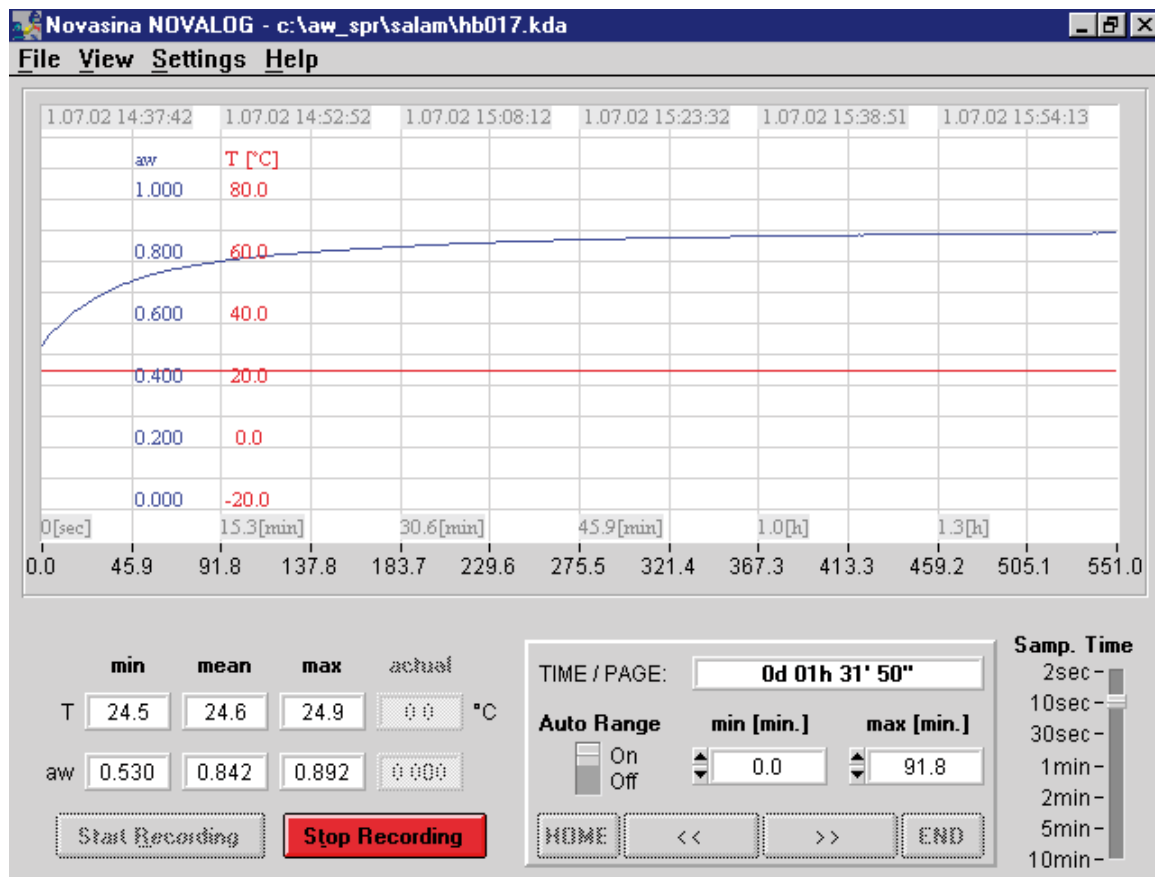 Novasina NOVALOG - c:\aw_spr\salam\hb017.kda
File View Settings Help
1.07.02 14:37:42 1.07.02 14:52:52 1.07.02 15:08:12 1.07.02 15:23:32 1.07.02 15:38:51 1.07.02 15:54:13
aw T [°C]
1.000 80.0
0.800 60.0
0.600 40.0
0.400 20.0
0.200 0.0
0.000 -20.0
0[sec] 15.3[min] 30.6[min] 45.9[min] 1.0[h] 1.3[h]
0.0 45.9 91.8 137.8 183.7 229.6 275.5 321.4 367.3 413.3 459.2 505.1 551.0
min mean max actual
T 24.5 24.6 24.9 0.0 °C
aw 0.530 0.842 0.892 0.000
Start Recording Stop Recording
TIME / PAGE: 0d 01h 31' 50"
Auto Range min [min.] max [min.]
On
Off
0.0 91.8
HOME << >> END
Samp. Time
2sec
10sec
30sec
1min
2min
5min
10min